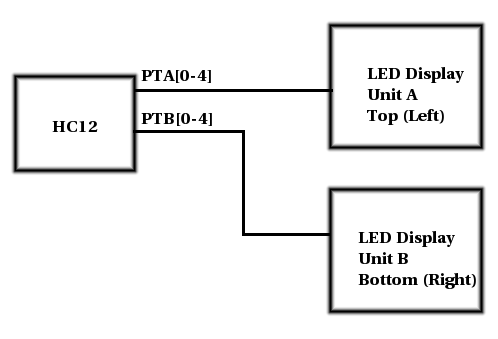 PTA[0-4]
HC12
PTB[0-4]
LED Display
Unit A
Top (Left)
LED Display
Unit B
Bottom (Right)